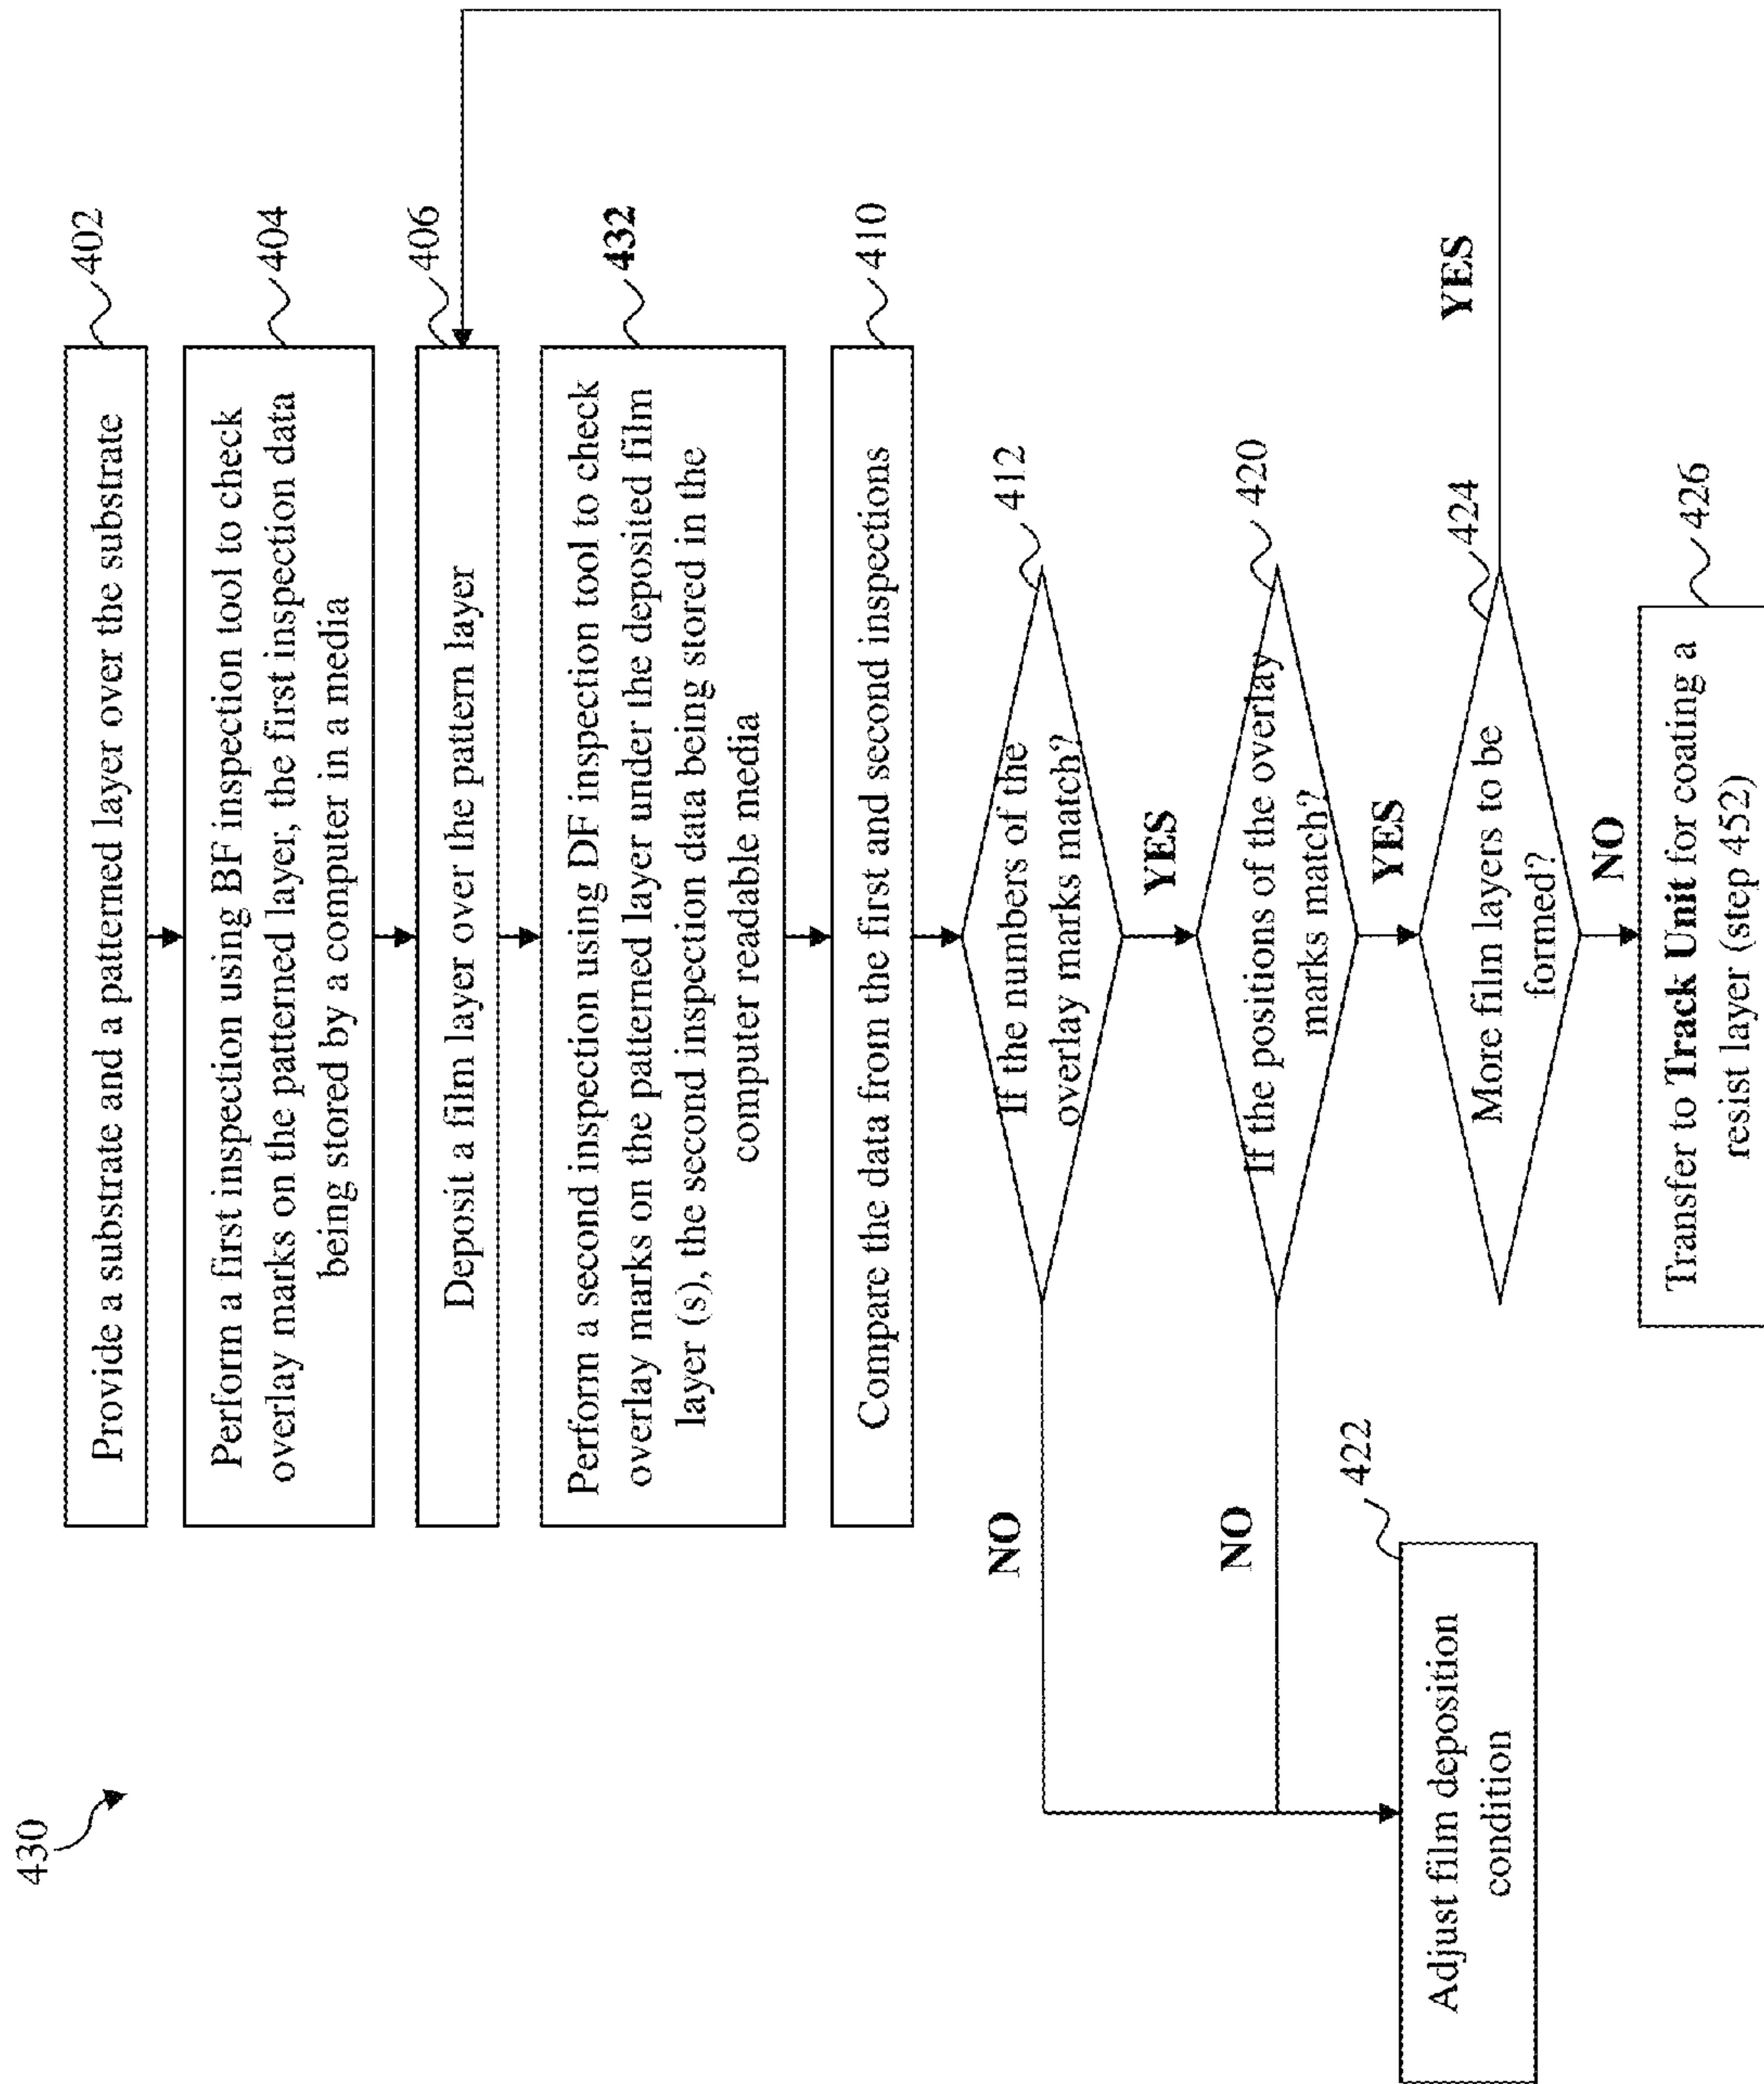 430
Provide a substrate and a patterned layer over the substrate
402
Perform a first inspection using BF inspection tool to check
overlay marks on the patterned layer, the first inspection data
being stored by a computer in a media
404
Deposit a film layer over the pattern layer
406
Perform a second inspection using DF inspection tool to check
overlay marks on the patterned layer under the deposited film
layer (s), the second inspection data being stored in the
computer readable media
432
Compare the data from the first and second inspections
410
If the numbers of the
overlay marks match?
412
NO
YES
If the positions of the overlay
marks match?
420
NO
YES
422
Adjust film deposition
condition
More film layers to be
formed?
424
YES
NO
Transfer to Track Unit for coating a
resist layer (step 452)
426